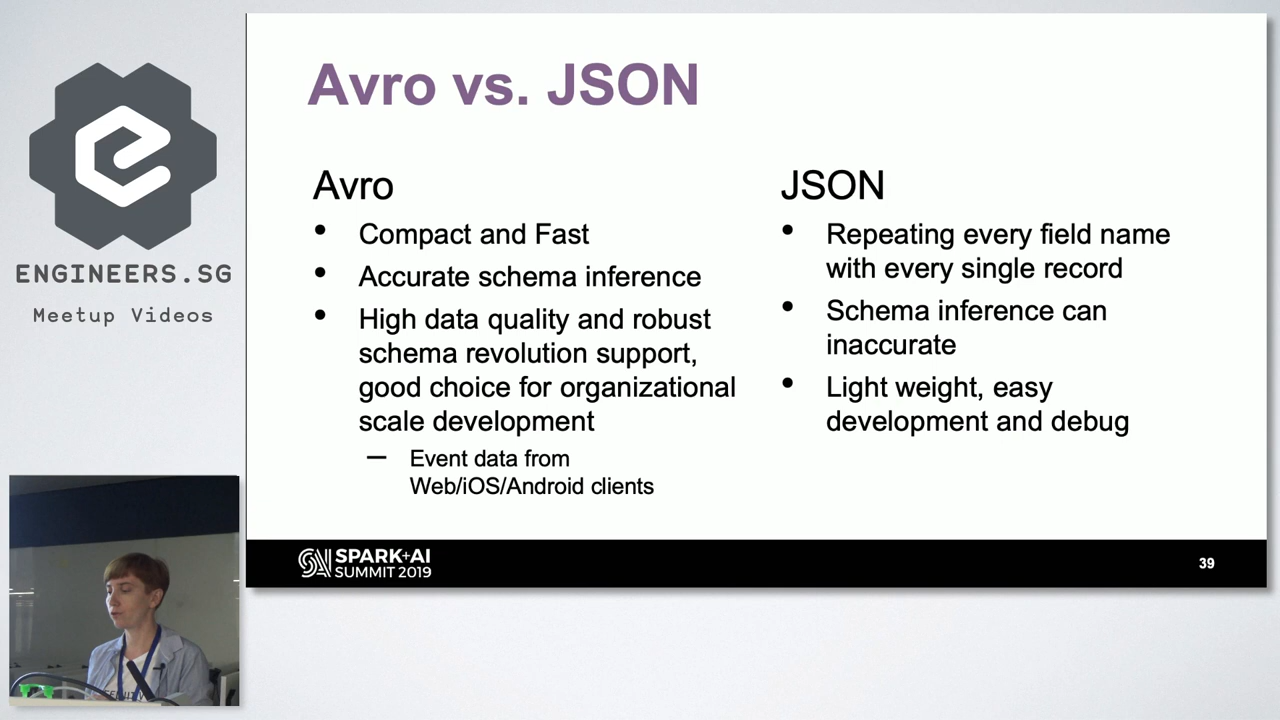 ENGINEERS.SG
Meetup Videos
Avro vs. JSON
Avro
• Compact and Fast
• Accurate schema inference
• High data quality and robust
schema revolution support,
good choice for organizational
scale development
— Event data from
Web/iOS/Android clients
JSON
• Repeating every field name
with every single record
• Schema inference can
inaccurate
• Light weight, easy
development and debug
SPARK+AI
SUMMIT 2019
39